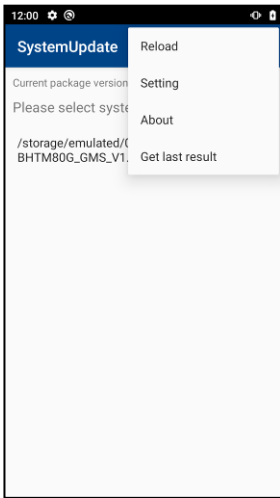 12:00
SystemUpdate
Reload
Current package version
Setting
Please select syste
About
/storage/emulated/0
BHTM80G_GMS_V1.
Get last result